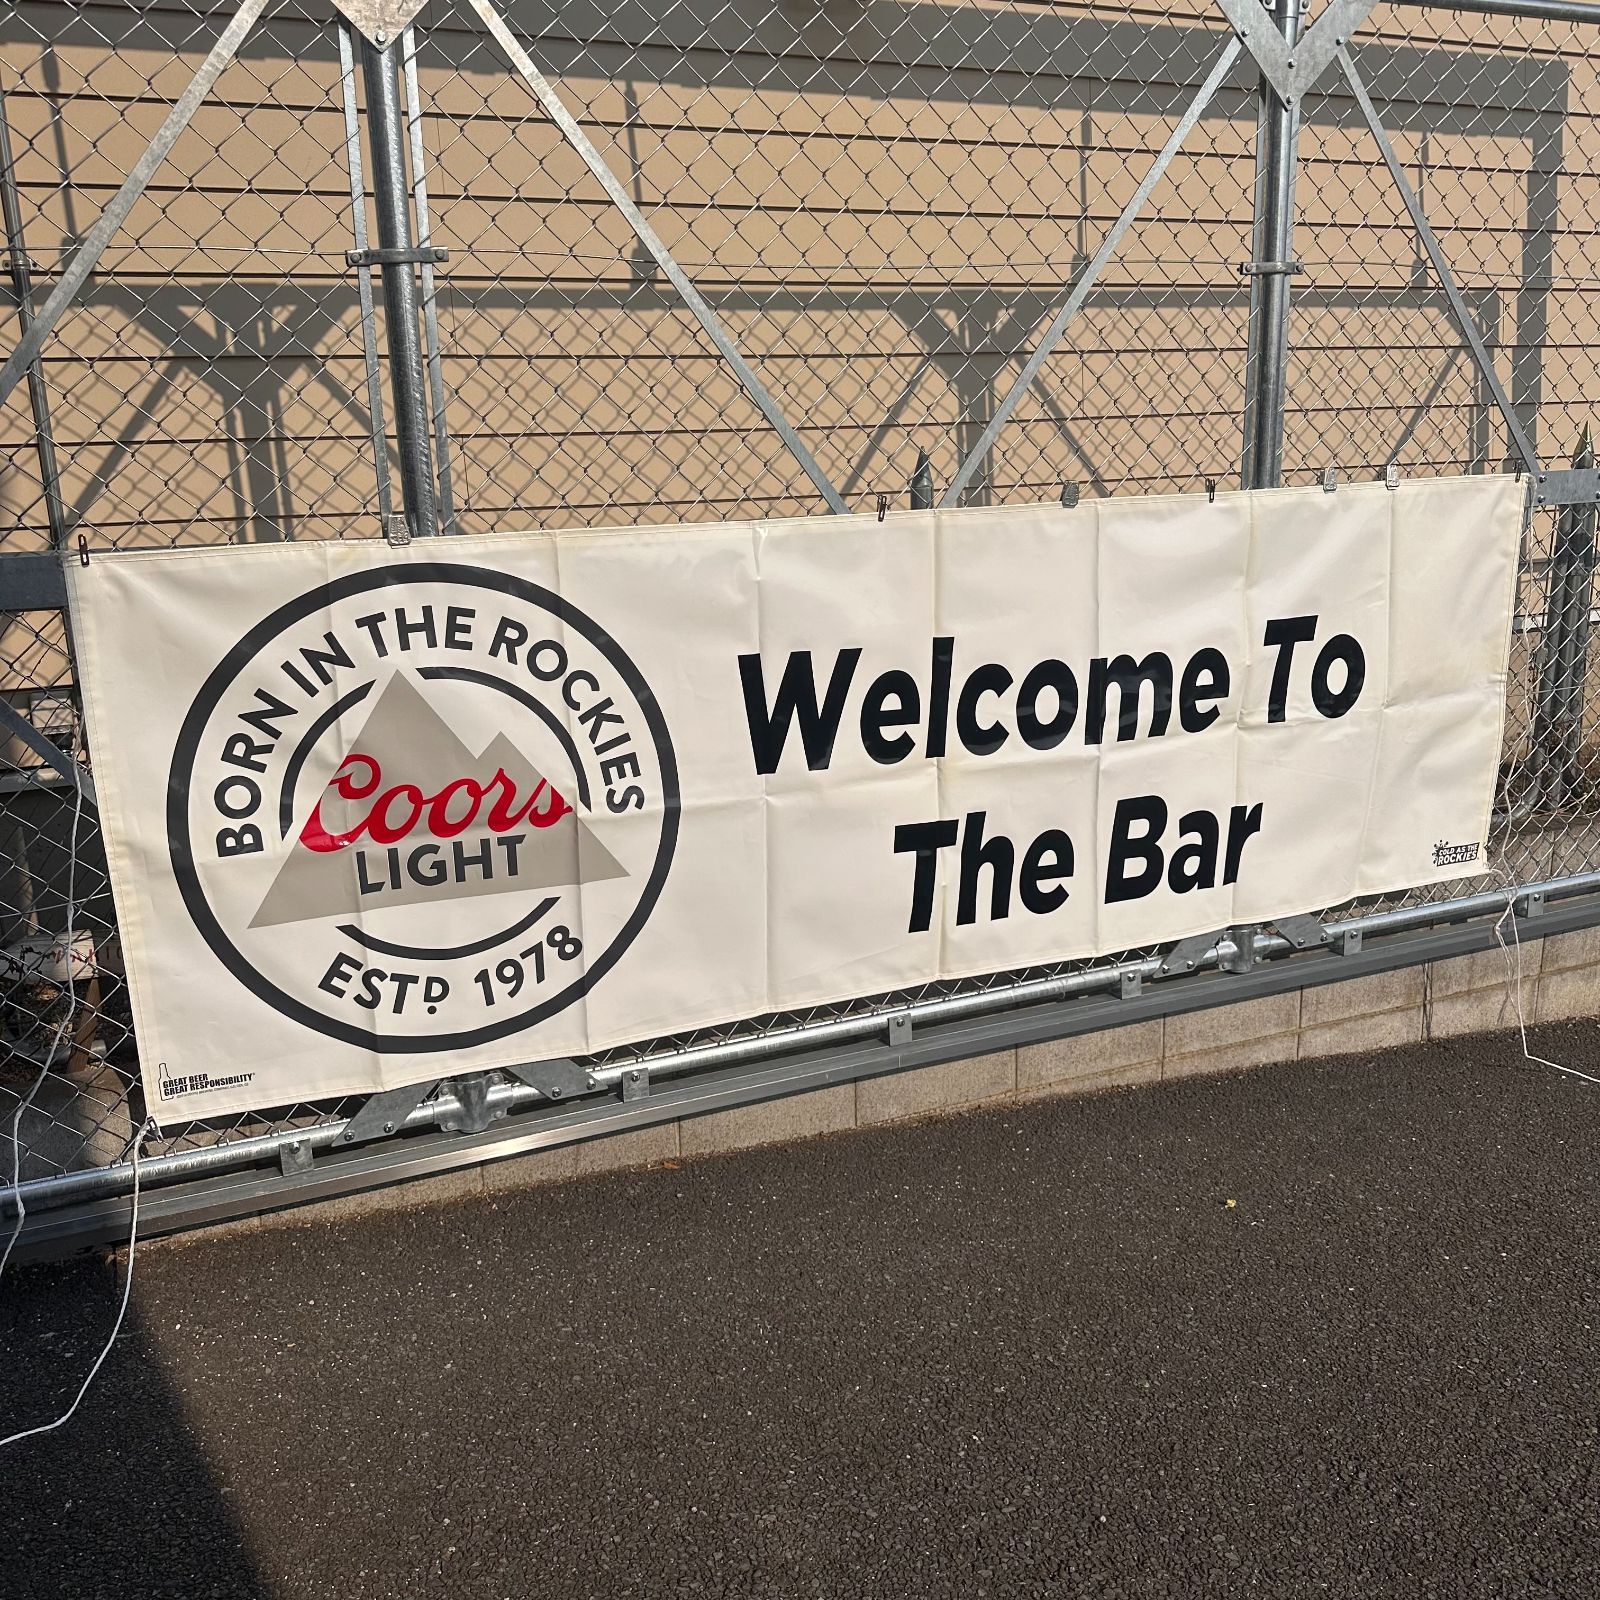 BORN IN THE ROCKIES
Coors
LIGHT
ESTD 1978
Welcome To
The Bar
GREAT BEER
GREAT RESPONSIBILITY
COLD AS THE
ROCKIES